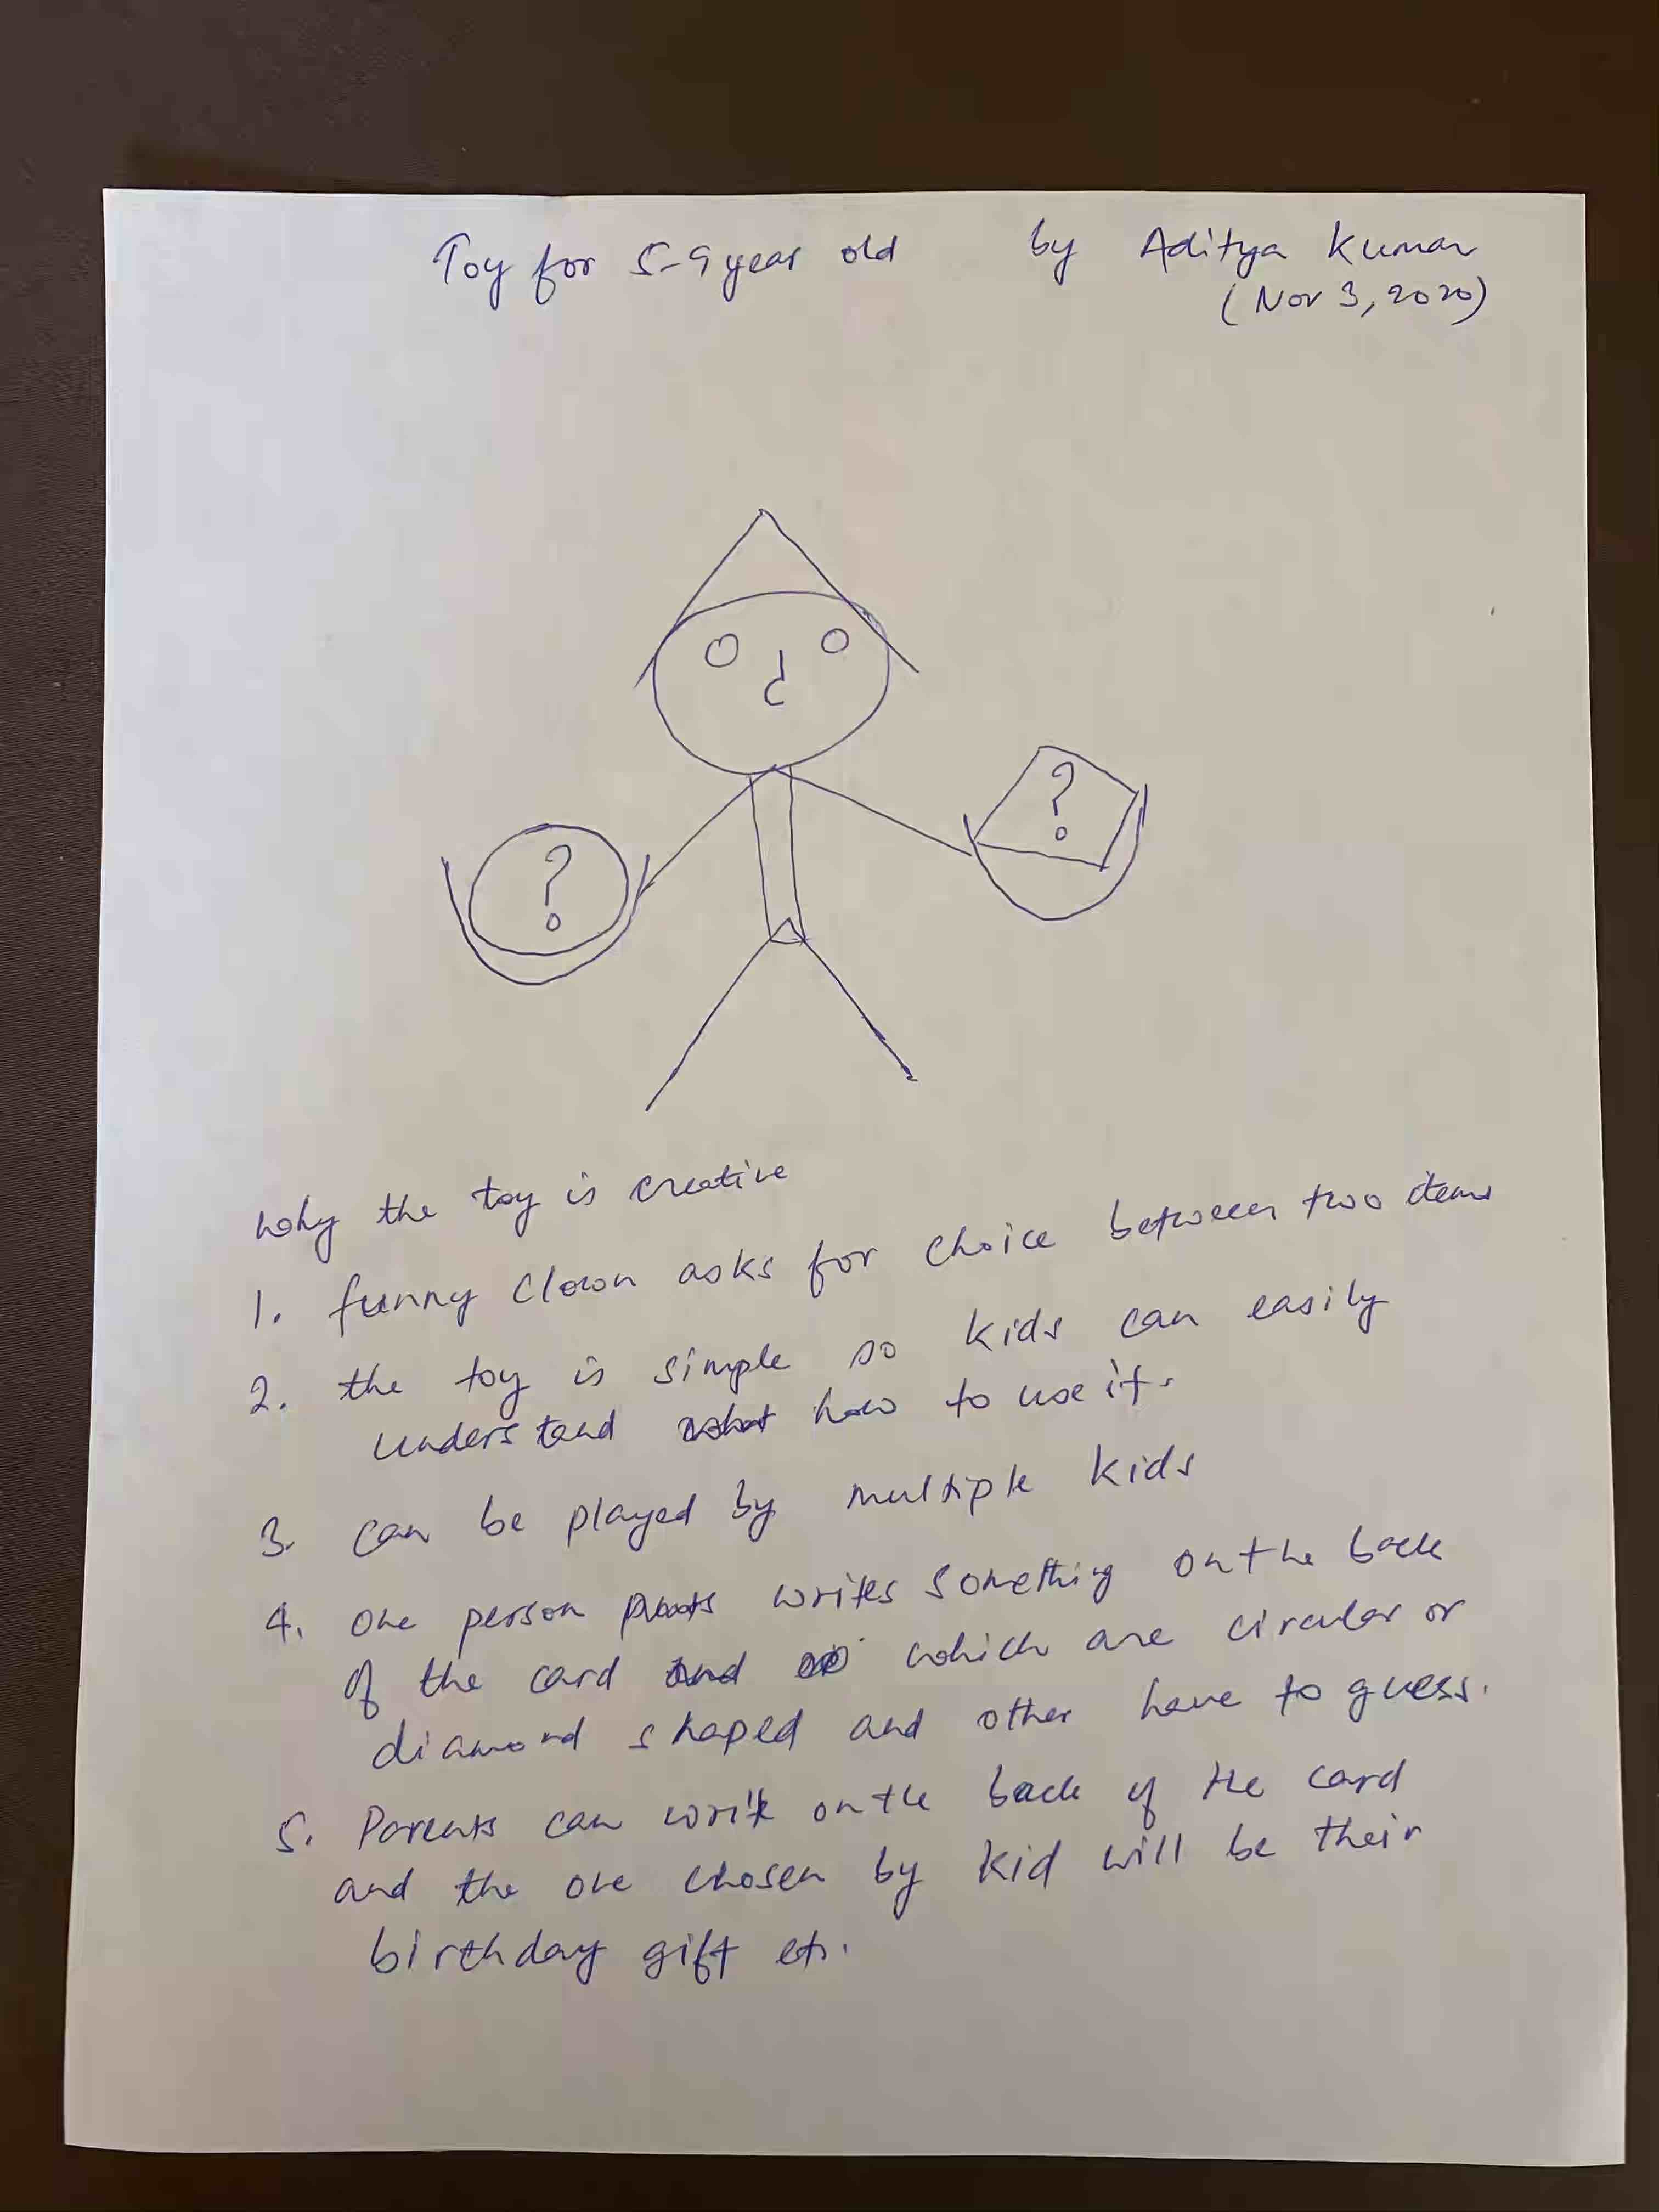 Toy for 5-9 year old by Aditya Kumar
(Nov 3, 2020)
?
?
why the toy is creative
1. funny clown asks for choice between two items
2. the toy is simple so kids can easily
understand how to use it.
3. can be played by multiple kids
4. one person writes something on the back
of the card which are circular or
diamond shaped and other have to guess.
5. Parents can write on the back of the card
and the one chosen by kid will be their
birthday gift etc.